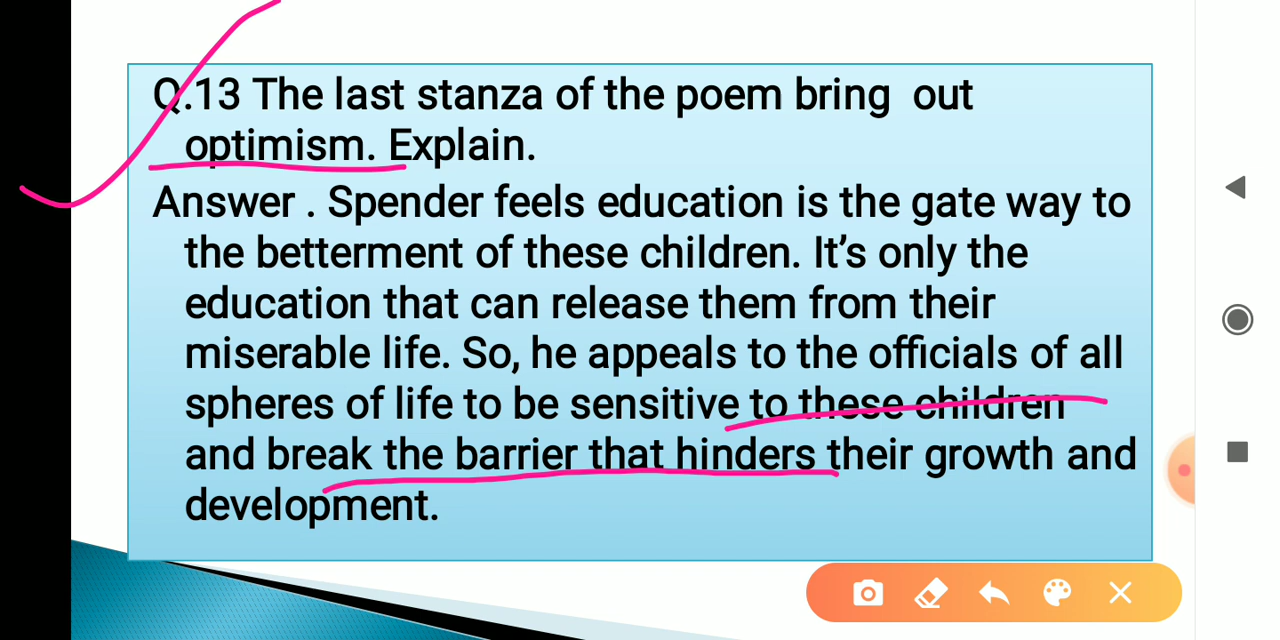 Q.13 The last stanza of the poem bring out
optimism. Explain.
Answer . Spender feels education is the gate way to
the betterment of these children. It’s only the
education that can release them from their
miserable life. So, he appeals to the officials of all
spheres of life to be sensitive to these children
and break the barrier that hinders their growth and
development.